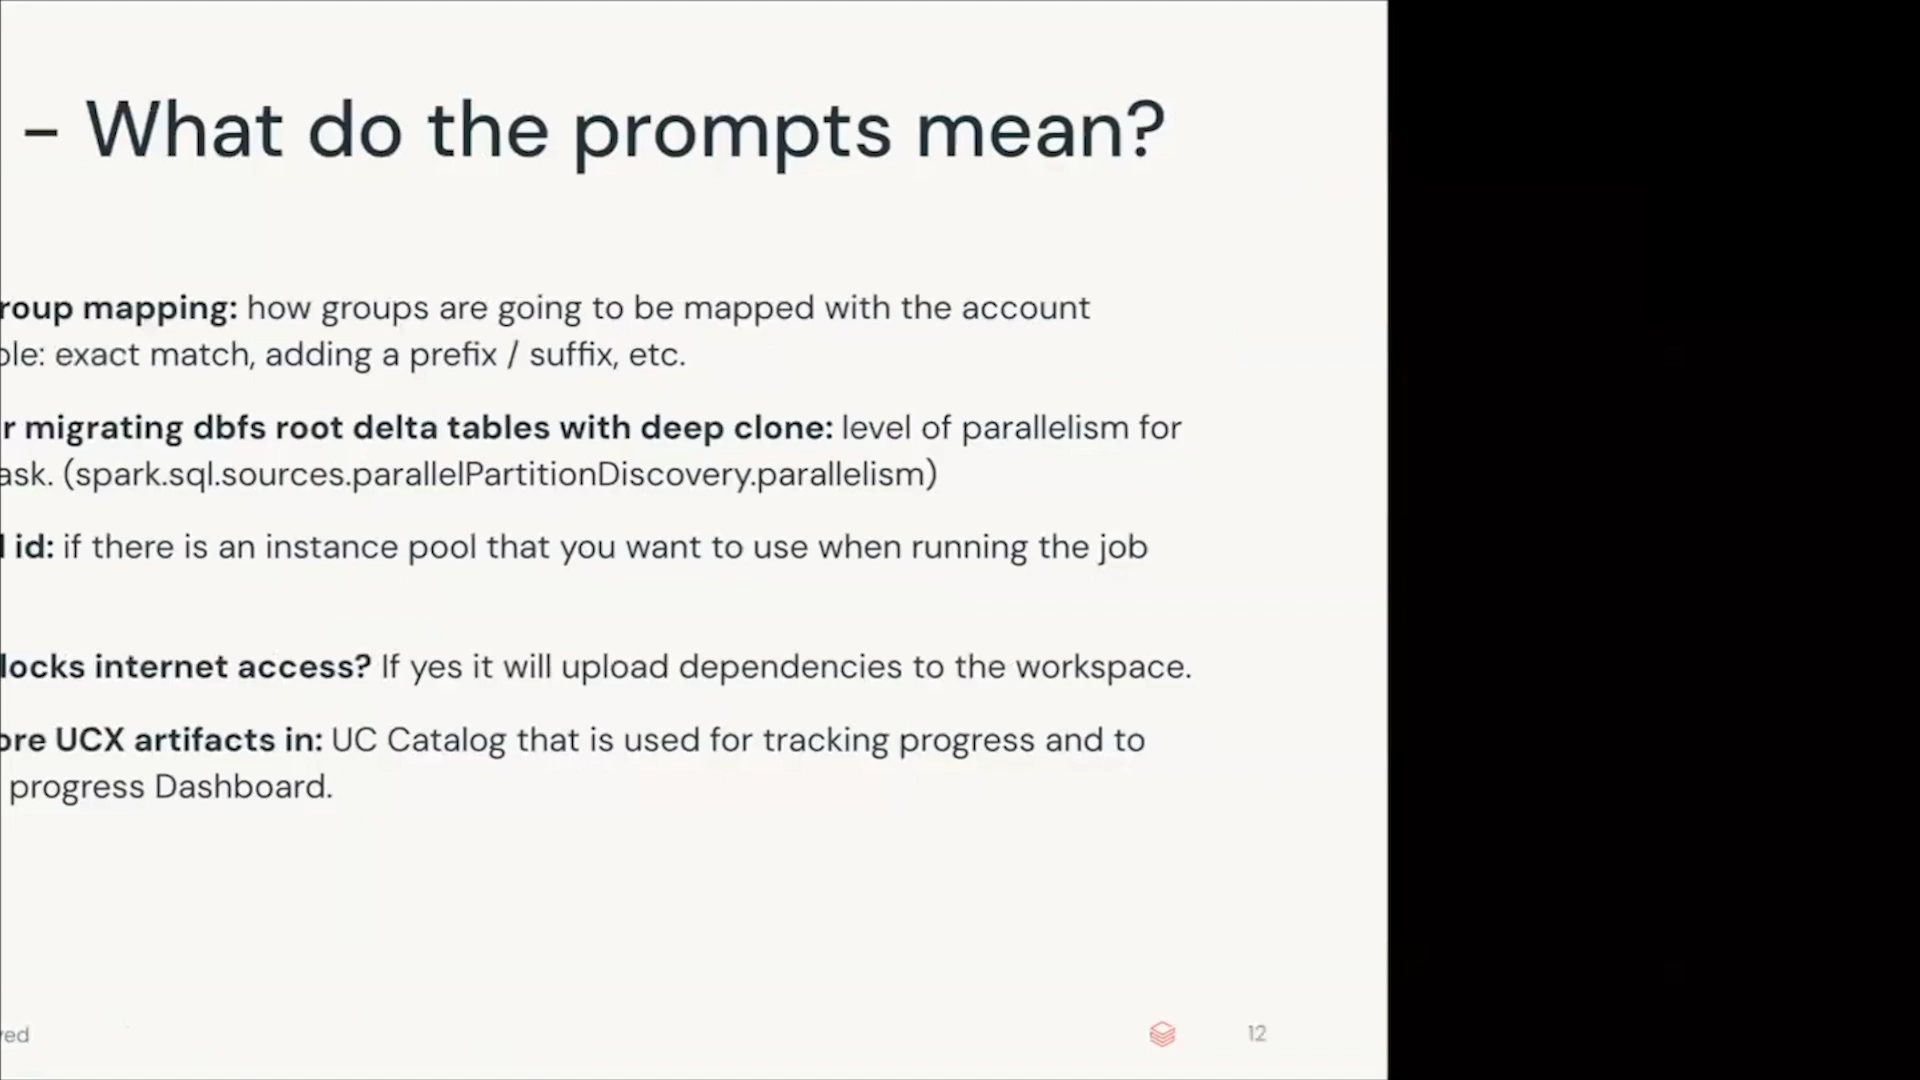 – What do the prompts mean?
roup mapping: how groups are going to be mapped with the account
ole: exact match, adding a prefix / suffix, etc.
r migrating dbfs root delta tables with deep clone: level of parallelism for
ask. (spark.sql.sources.parallelPartitionDiscovery.parallelism)
l id: if there is an instance pool that you want to use when running the job
locks internet access? If yes it will upload dependencies to the workspace.
ore UCX artifacts in: UC Catalog that is used for tracking progress and to
progress Dashboard.
ved
12